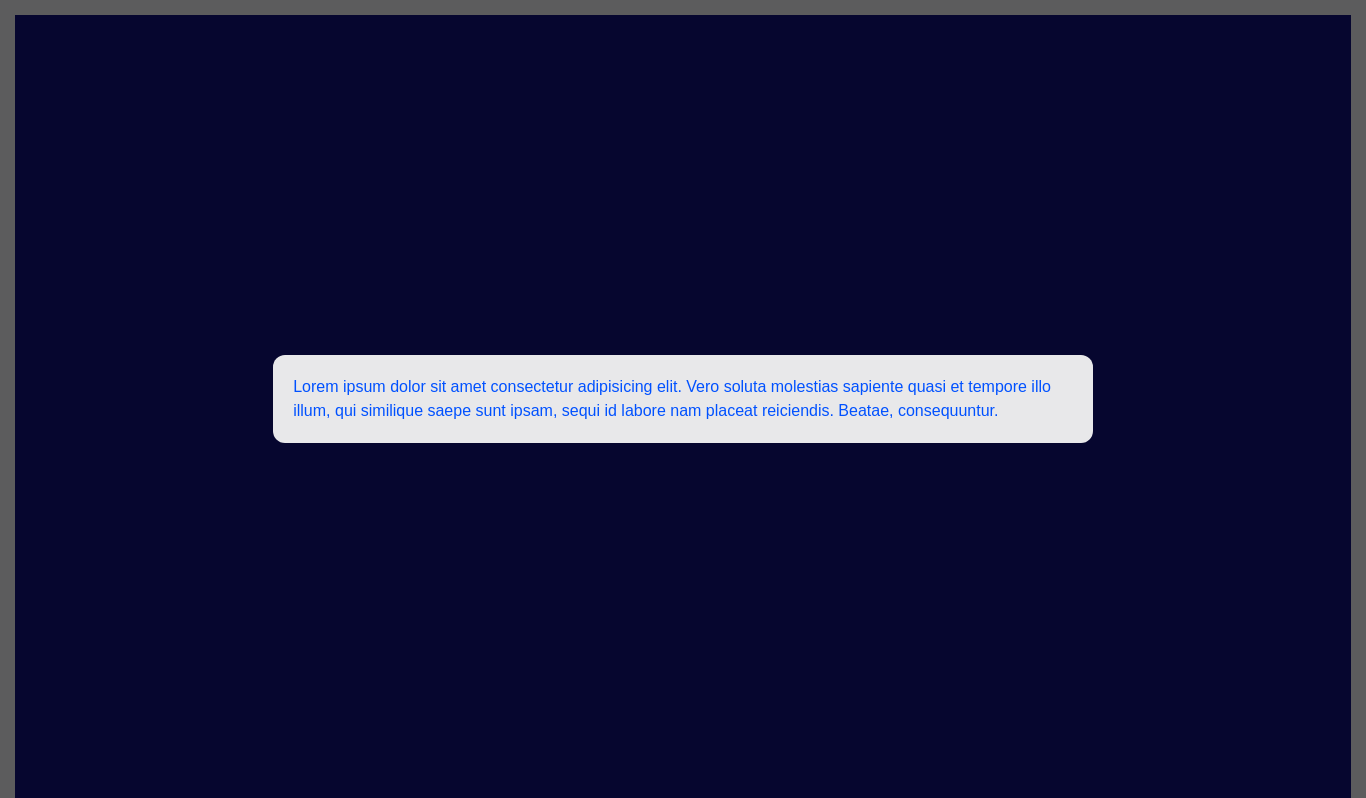 Lorem ipsum dolor sit amet consectetur adipisicing elit. Vero soluta molestias sapiente quasi et tempore illo
illum, qui similique saepe sunt ipsam, sequi id labore nam placeat reiciendis. Beatae, consequuntur.